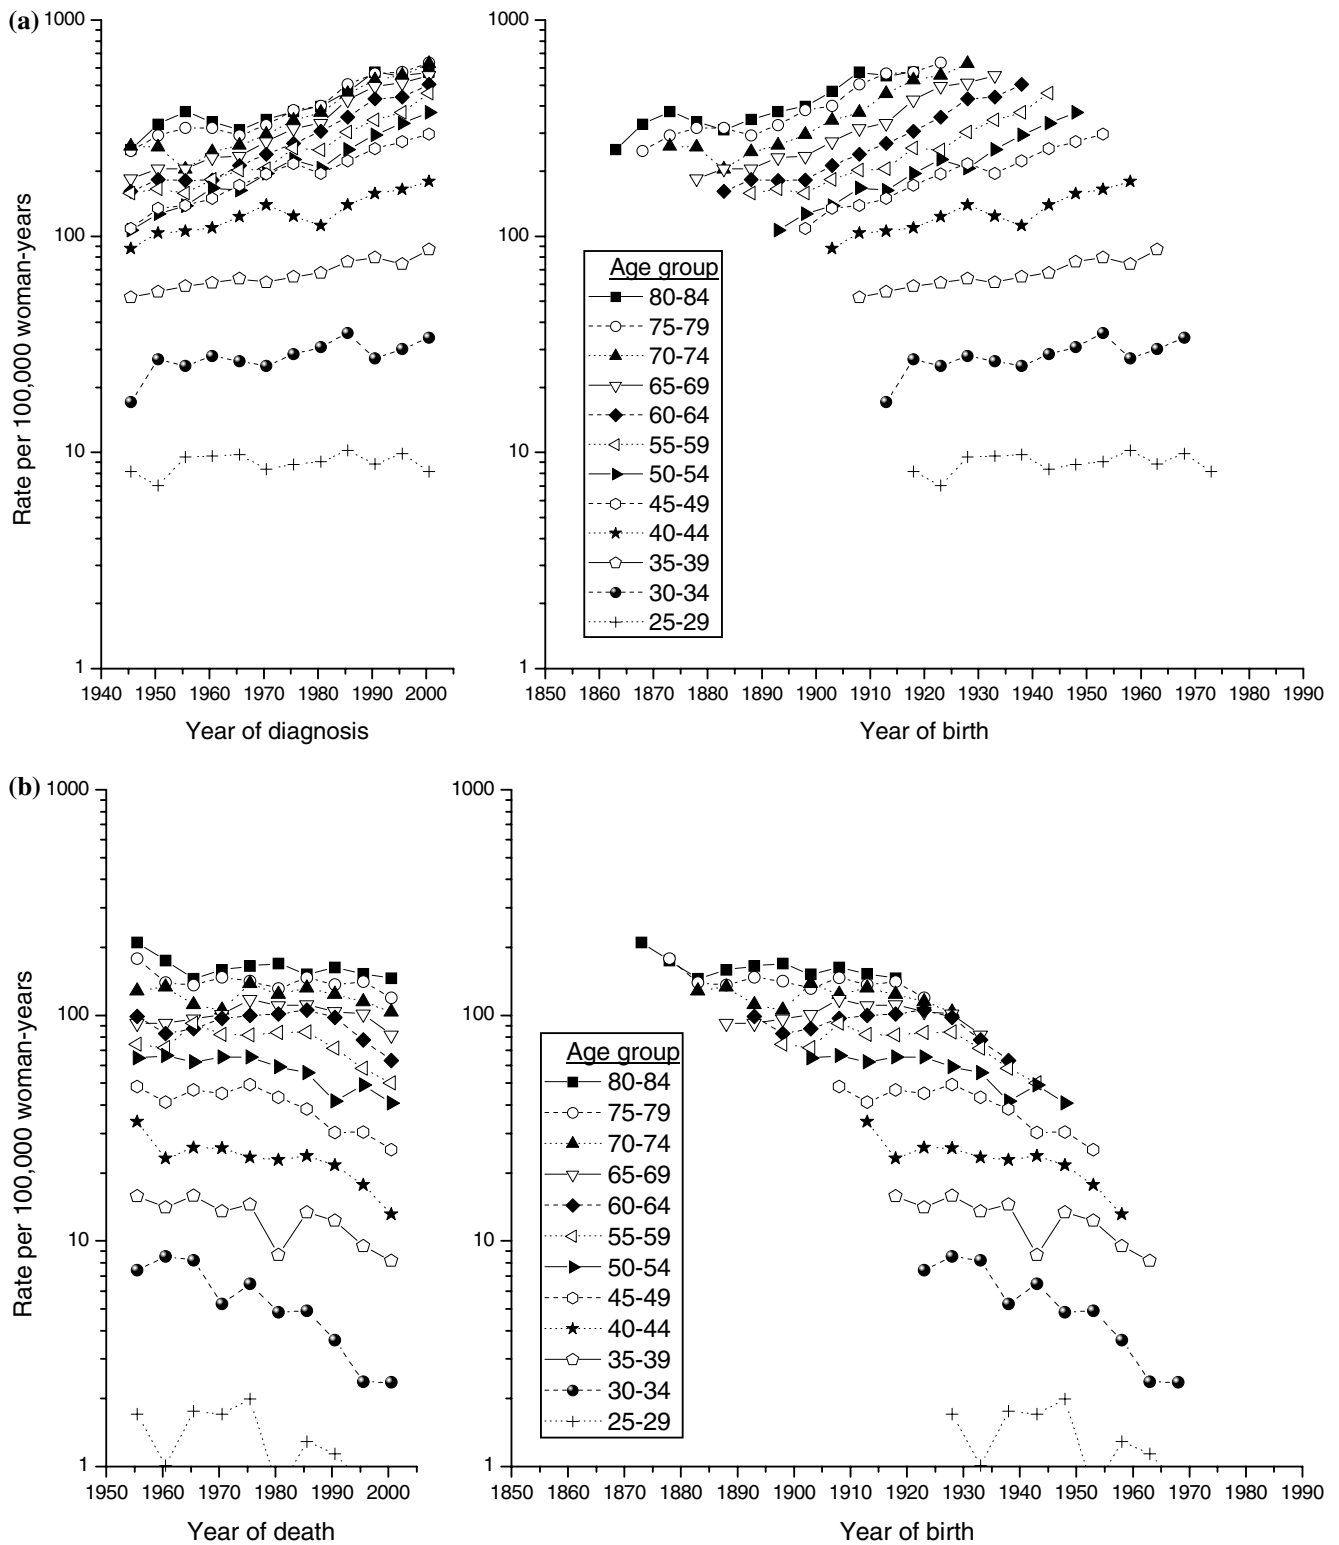 (a)
1000
100
10
1
Rate per 100,000 woman-years
1940 1950 1960 1970 1980 1990 2000
Year of diagnosis
1000
100
10
1
Age group
80-84
75-79
70-74
65-69
60-64
55-59
50-54
45-49
40-44
35-39
30-34
25-29
1850 1860 1870 1880 1890 1900 1910 1920 1930 1940 1950 1960 1970 1980 1990
Year of birth
(b)
1000
100
10
1
Rate per 100,000 woman-years
1950 1960 1970 1980 1990 2000
Year of death
1000
100
10
1
Age group
80-84
75-79
70-74
65-69
60-64
55-59
50-54
45-49
40-44
35-39
30-34
25-29
1850 1860 1870 1880 1890 1900 1910 1920 1930 1940 1950 1960 1970 1980 1990
Year of birth